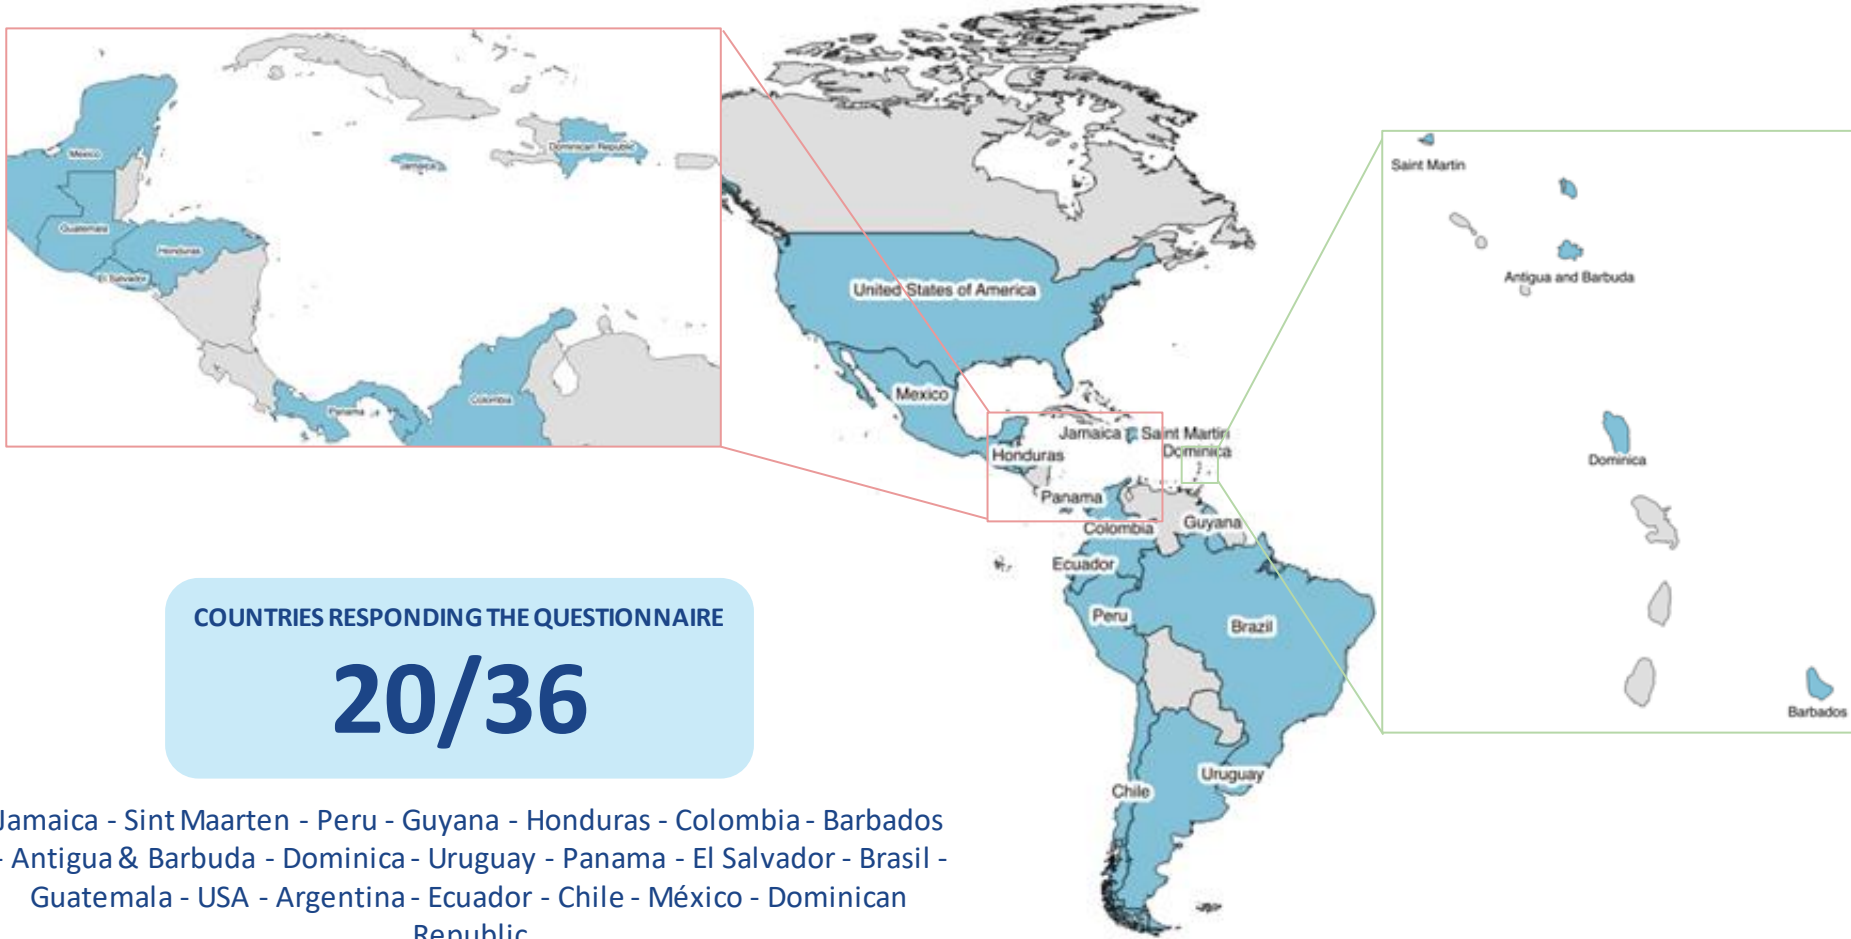 Mexico
Guatemala
Honduras
El Salvador
Jamaica
Dominican Republic
Panama
Colombia
United States of America
Mexico
Jamaica
Saint Martin
Dominica
Honduras
Panama
Colombia
Guyana
Ecuador
Peru
Brazil
Uruguay
Chile
Saint Martin
Antigua and Barbuda
Dominica
Barbados
COUNTRIES RESPONDING THE QUESTIONNAIRE
20/36
Jamaica - Sint Maarten - Peru - Guyana - Honduras - Colombia - Barbados
- Antigua & Barbuda - Dominica - Uruguay - Panama - El Salvador - Brasil -
Guatemala - USA - Argentina - Ecuador - Chile - México - Dominican
Republic